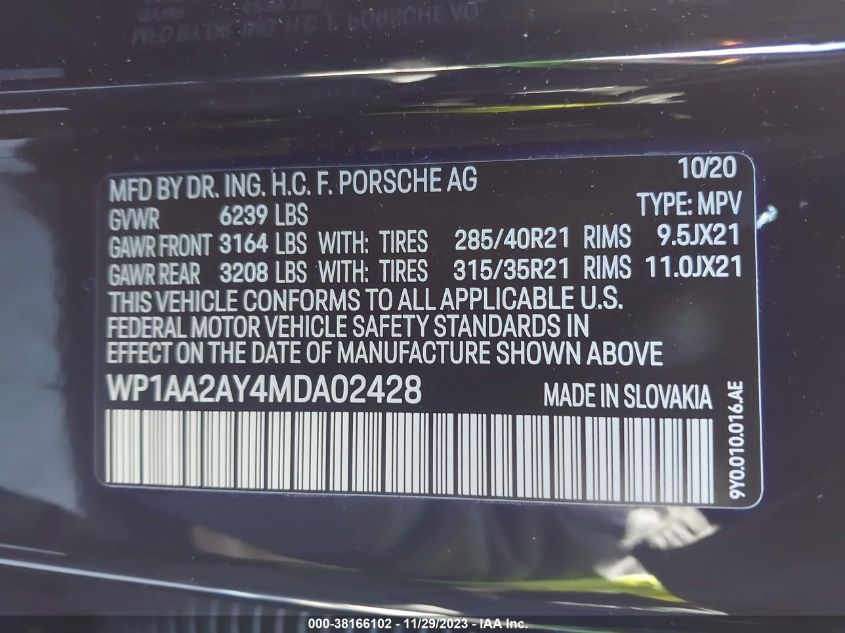 MFD BY DR. ING. H.C. F. PORSCHE AG 10/20
GVWR 6239 LBS TYPE: MPV
GAWR FRONT 3164 LBS WITH: TIRES 285/40R21 RIMS 9.5JX21
GAWR REAR 3208 LBS WITH: TIRES 315/35R21 RIMS 11.0JX21
THIS VEHICLE CONFORMS TO ALL APPLICABLE U.S.
FEDERAL MOTOR VEHICLE SAFETY STANDARDS IN
EFFECT ON THE DATE OF MANUFACTURE SHOWN ABOVE
WP1AA2AY4MDA02428 MADE IN SLOVAKIA
9Y0.010.016.AE
000-38166102 - 11/29/2023 - IAA Inc.